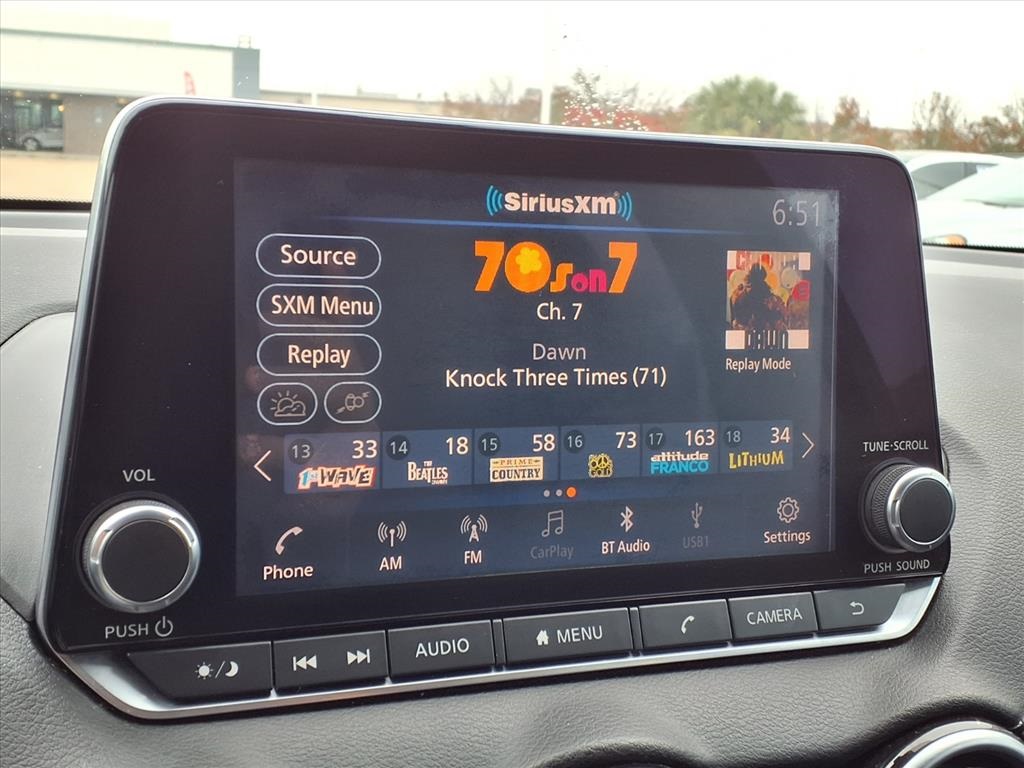 SiriusXM
6:51
Source
70s on 7
SXM Menu
Ch. 7
Replay
Dawn
DAWN
Replay Mode
Knock Three Times (71)
13 33 1st WAVE
14 18 THE BEATLES CHANNEL
15 58 PRIME COUNTRY
16 73
17 163 attitude FRANCO
18 34 LITHIUM
Phone
AM
FM
CarPlay
BT Audio
USB1
Settings
VOL
PUSH
TUNE·SCROLL
PUSH SOUND
AUDIO
MENU
CAMERA